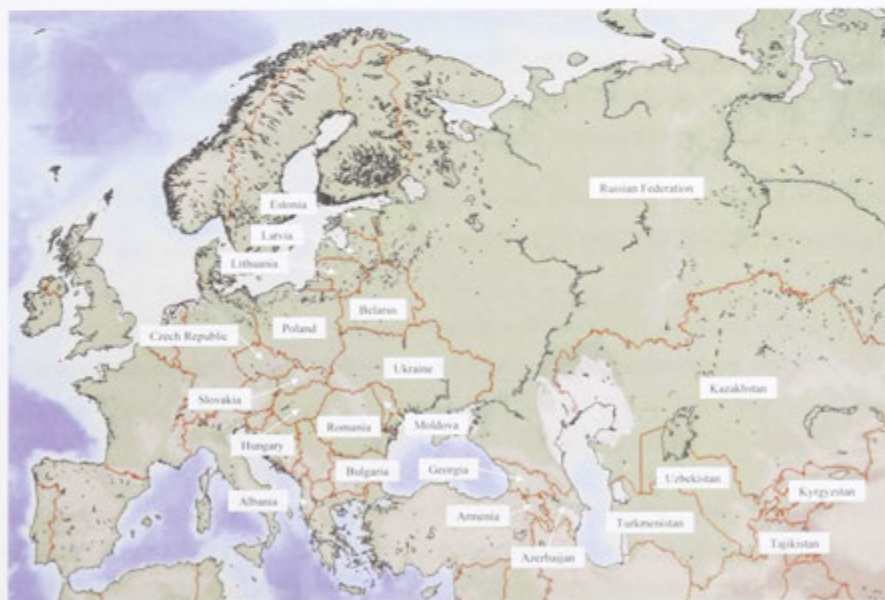 Russian Federation
Estonia
Latvia
Lithuania
Belarus
Poland
Czech Republic
Ukraine
Kazakhstan
Slovakia
Moldova
Romania
Hungary
Bulgaria
Georgia
Uzbekistan
Kyrgyzstan
Albania
Armenia
Turkmenistan
Tajikistan
Azerbaijan